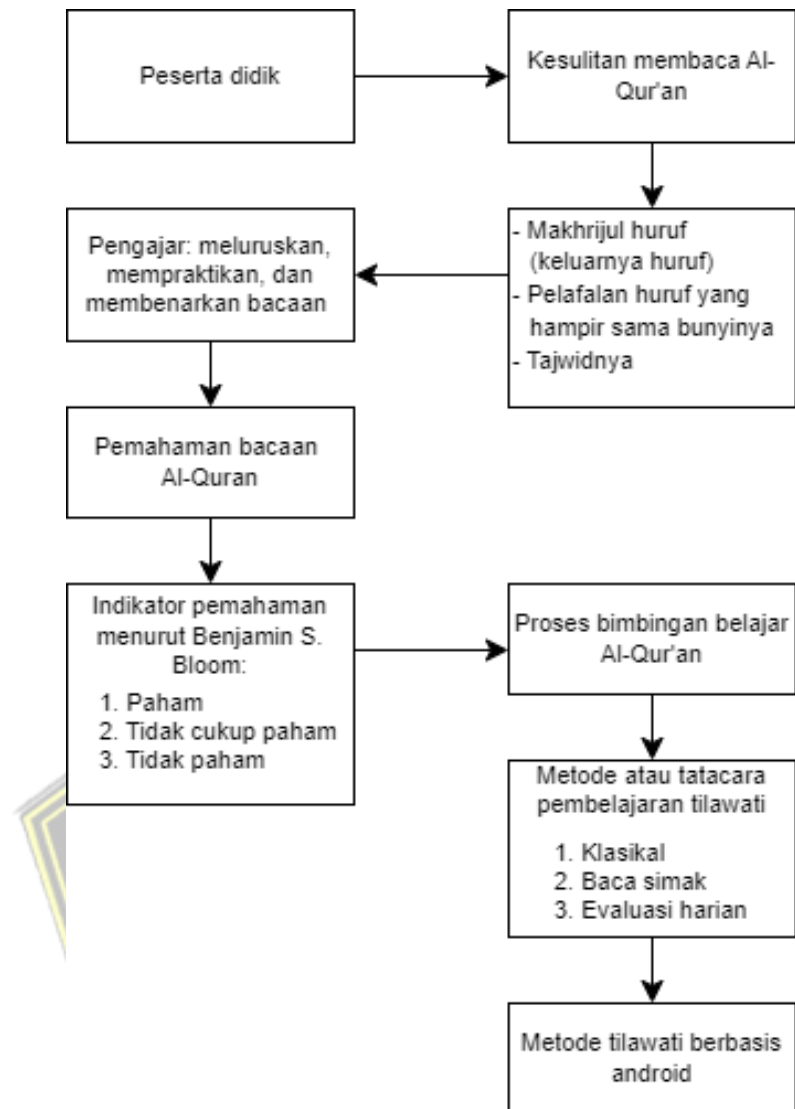 Peserta didik
Kesulitan membaca Al-
Qur'an
- Makhrijul huruf
(keluarnya huruf)
- Pelafalan huruf yang
hampir sama bunyinya
- Tajwidnya
Pengajar: meluruskan,
mempraktikan, dan
membenarkan bacaan
Pemahaman bacaan
Al-Quran
Indikator pemahaman
menurut Benjamin S.
Bloom:
1. Paham
2. Tidak cukup paham
3. Tidak paham
Proses bimbingan belajar
Al-Qur'an
Metode atau tatacara
pembelajaran tilawati
1. Klasikal
2. Baca simak
3. Evaluasi harian
Metode tilawati berbasis
android